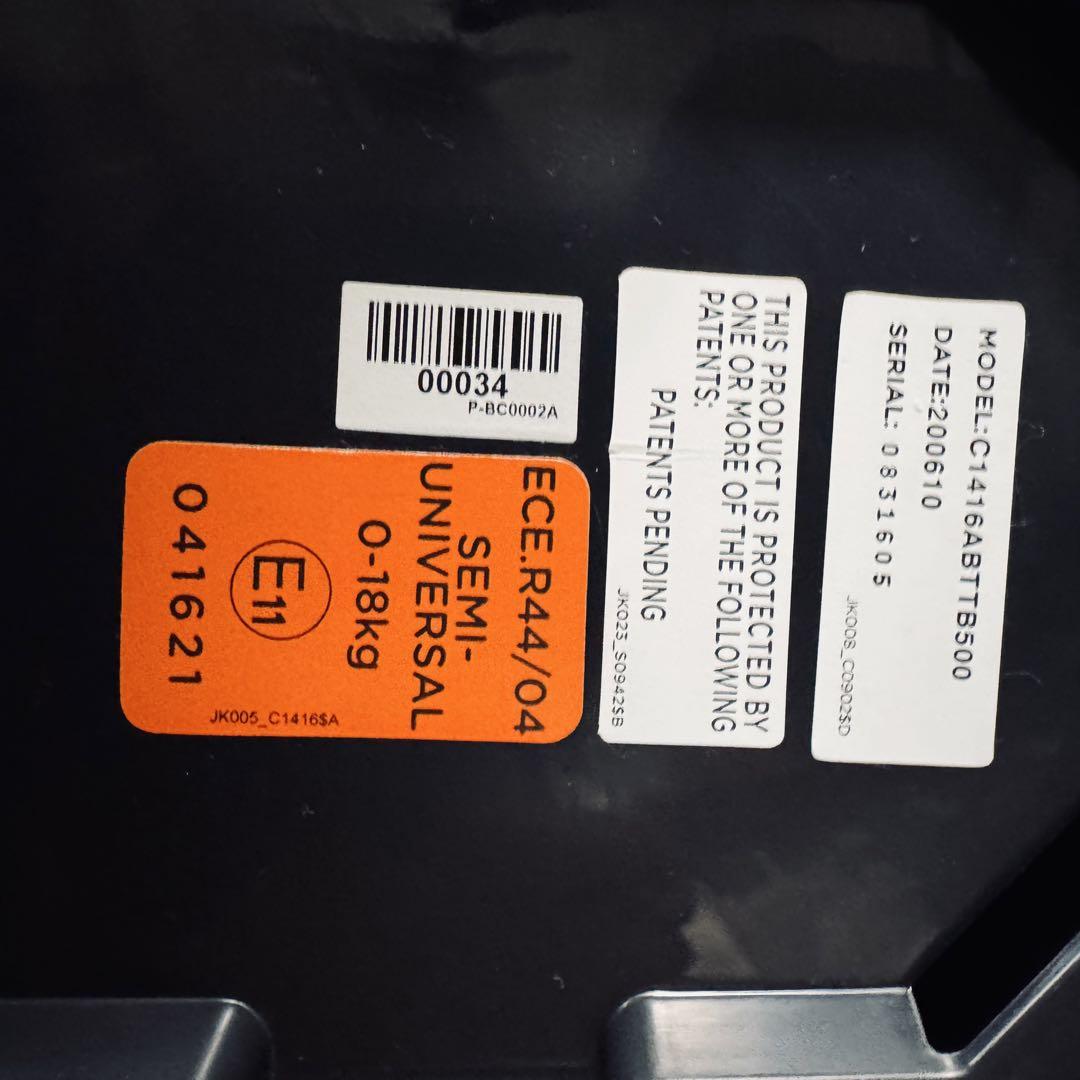 00034
P-BC0002A
ECE.R44/04
SEMI-
UNIVERSAL
0-18kg
E11
041621
JK005_C1416$A
THIS PRODUCT IS PROTECTED BY
ONE OR MORE OF THE FOLLOWING
PATENTS:
PATENTS PENDING
JK023_S0942$B
MODEL:C1416ABTTB500
DATE:200610
SERIAL: 0831605
JK008_C0902$D